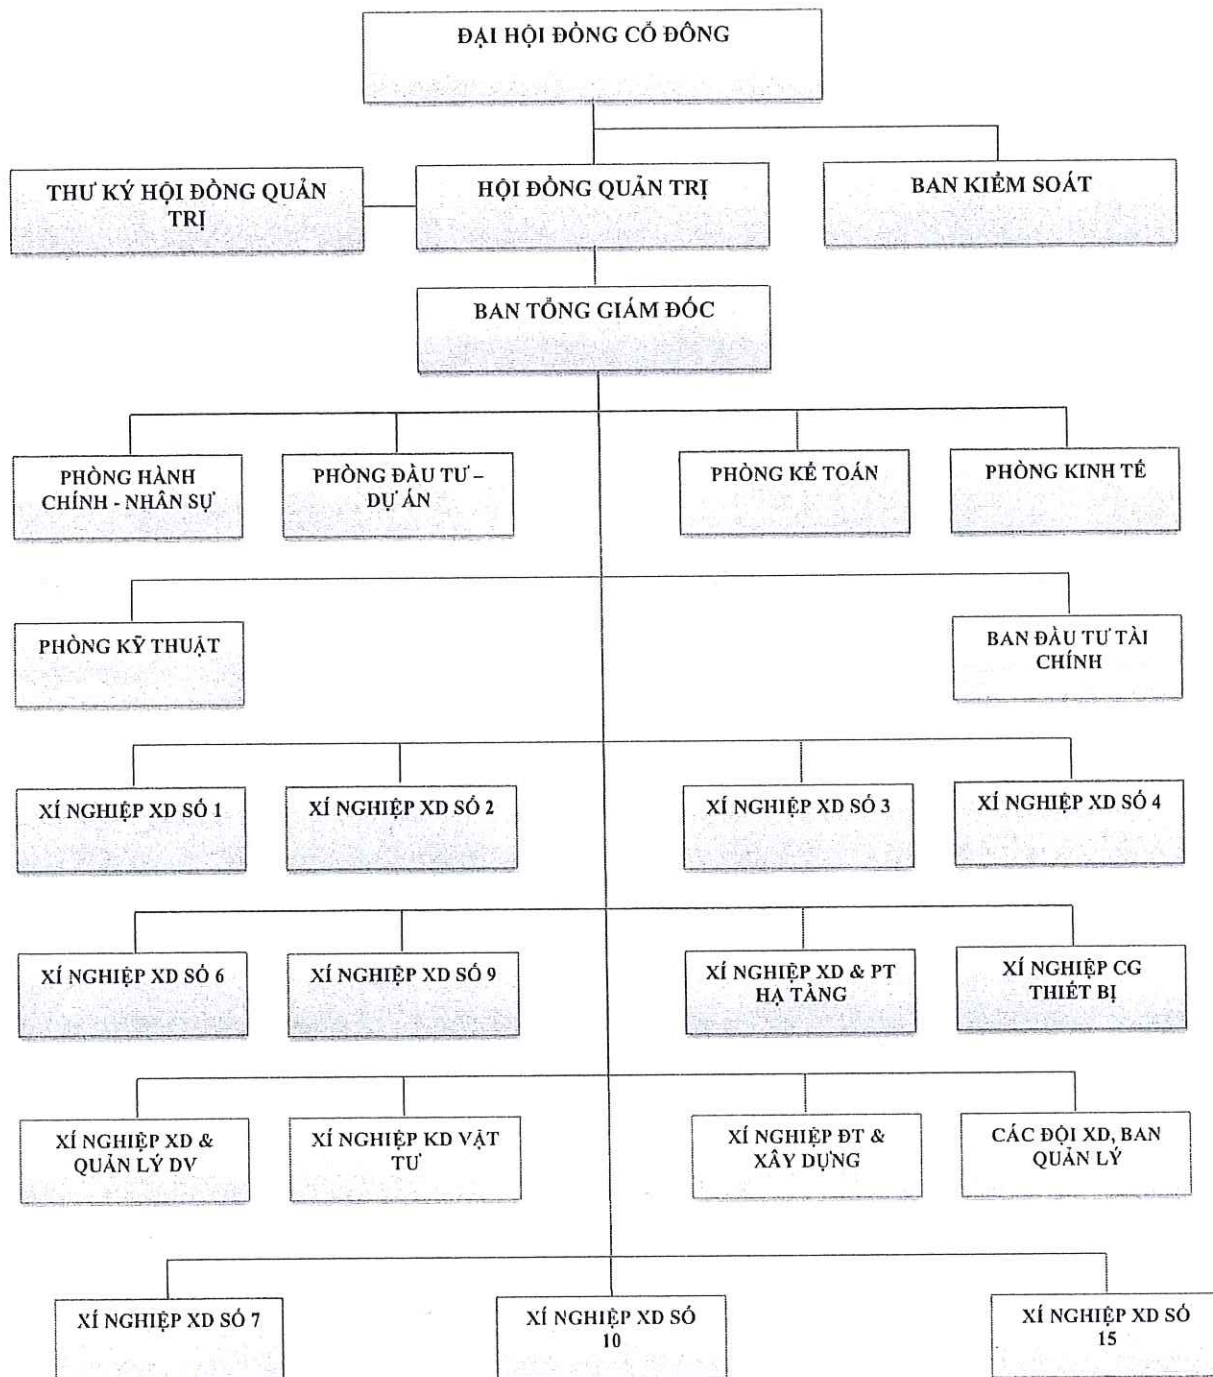 ĐẠI HỘI ĐỒNG CỔ ĐÔNG
THƯ KÝ HỘI ĐỒNG QUẢN
TRỊ
HỘI ĐỒNG QUẢN TRỊ
BAN KIỂM SOÁT
BAN TỔNG GIÁM ĐỐC
PHÒNG HÀNH
CHÍNH - NHÂN SỰ
PHÒNG ĐẦU TƯ –
DỰ ÁN
PHÒNG KẾ TOÁN
PHÒNG KINH TẾ
PHÒNG KỸ THUẬT
BAN ĐẦU TƯ TÀI
CHÍNH
XÍ NGHIỆP XD SỐ 1
XÍ NGHIỆP XD SỐ 2
XÍ NGHIỆP XD SỐ 3
XÍ NGHIỆP XD SỐ 4
XÍ NGHIỆP XD SỐ 6
XÍ NGHIỆP XD SỐ 9
XÍ NGHIỆP XD & PT
HẠ TẦNG
XÍ NGHIỆP CG
THIẾT BỊ
XÍ NGHIỆP XD &
QUẢN LÝ DV
XÍ NGHIỆP KD VẬT
TƯ
XÍ NGHIỆP ĐT &
XÂY DỰNG
CÁC ĐỘI XD, BAN
QUẢN LÝ
XÍ NGHIỆP XD SỐ 7
XÍ NGHIỆP XD SỐ
10
XÍ NGHIỆP XD SỐ
15